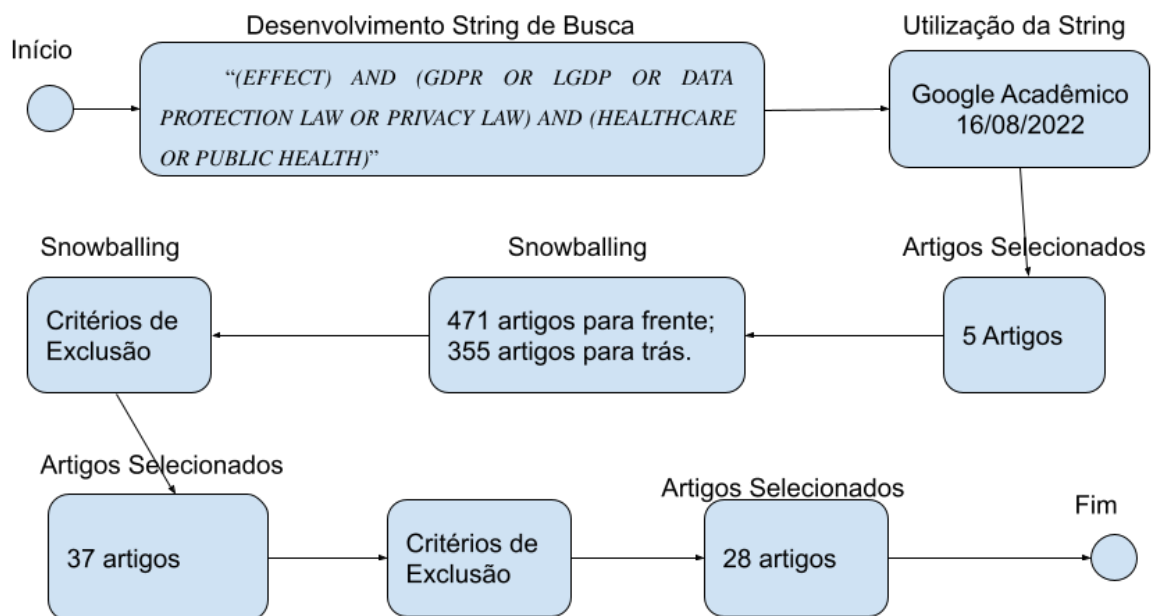 Início
Desenvolvimento String de Busca
“(EFFECT) AND (GDPR OR LGDP OR DATA
PROTECTION LAW OR PRIVACY LAW) AND (HEALTHCARE
OR PUBLIC HEALTH)”
Utilização da String
Google Acadêmico
16/08/2022
Artigos Selecionados
5 Artigos
Snowballing
471 artigos para frente;
355 artigos para trás.
Snowballing
Critérios de
Exclusão
Artigos Selecionados
37 artigos
Critérios de
Exclusão
Artigos Selecionados
28 artigos
Fim